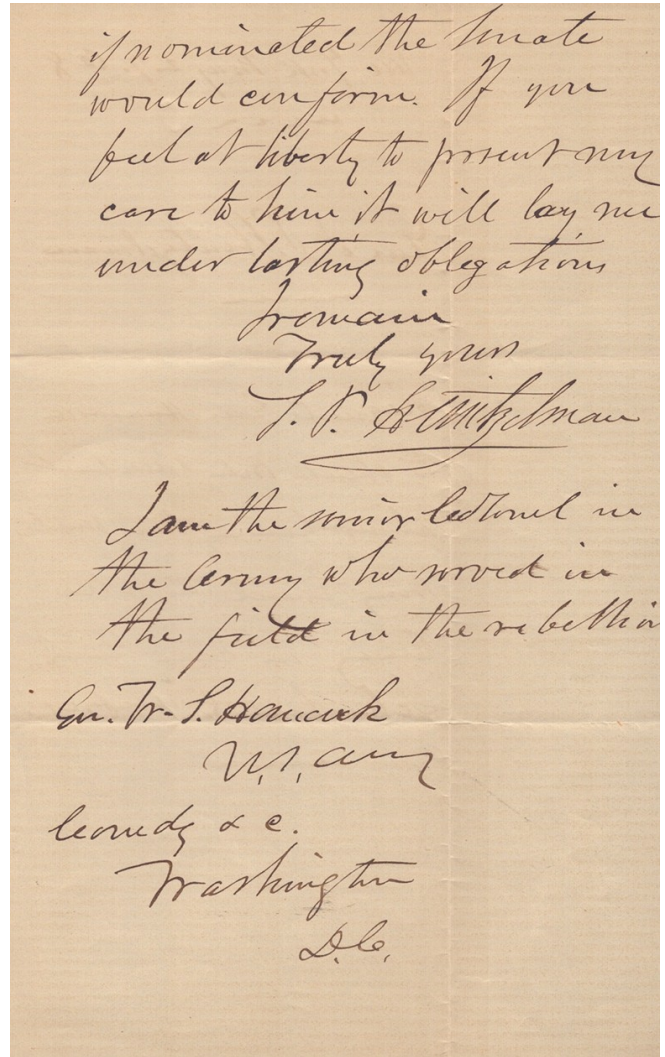 if nominated the Senate
would confirm. If you
feel at liberty to present my
case to him it will lay me
under lasting obligations
I remain
Truly yours
S. P. Heintzelman
I am the senior Colonel in
the Army who served in
the field in the rebellion
Gen. W. S. Hancock
U.S. Army
Comdg &c.
Washington
D.C.